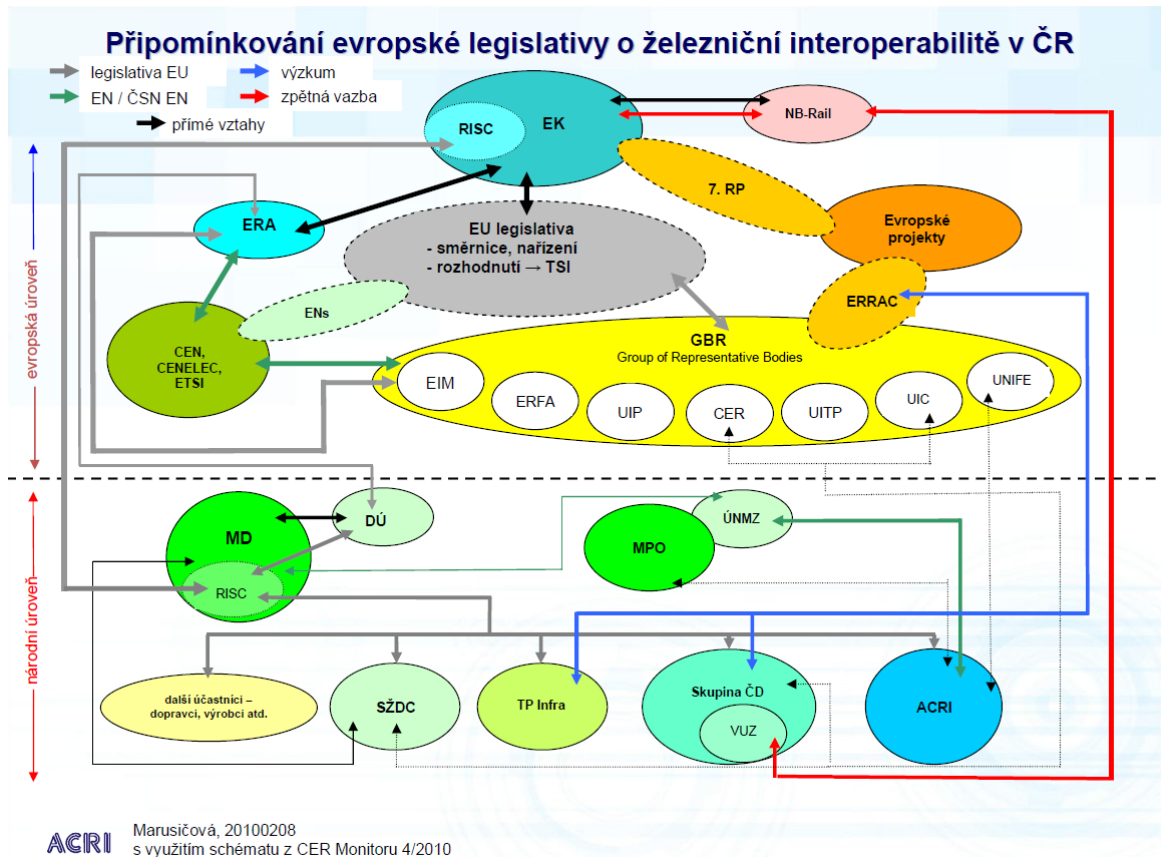 Připomínkování evropské legislativy o železniční interoperabilitě v ČR
legislativa EU
výzkum
EN / ČSN EN
zpětná vazba
přímé vztahy
RISC
EK
NB-Rail
7. RP
ERA
EU legislativa
- směrnice, nařízení
- rozhodnutí → TSI
Evropské
projekty
ERRAC
ENs
evropská úroveň
CEN,
CENELEC,
ETSI
GBR
Group of Representative Bodies
EIM
ERFA
UIP
CER
UITP
UIC
UNIFE
národní úroveň
MD
RISC
DÚ
MPO
ÚNMZ
další účastníci –
dopravci, výrobci atd.
SŽDC
TP Infra
Skupina ČD
VUZ
ACRI
ACRI
Marusičová, 20100208
s využitím schématu z CER Monitoru 4/2010